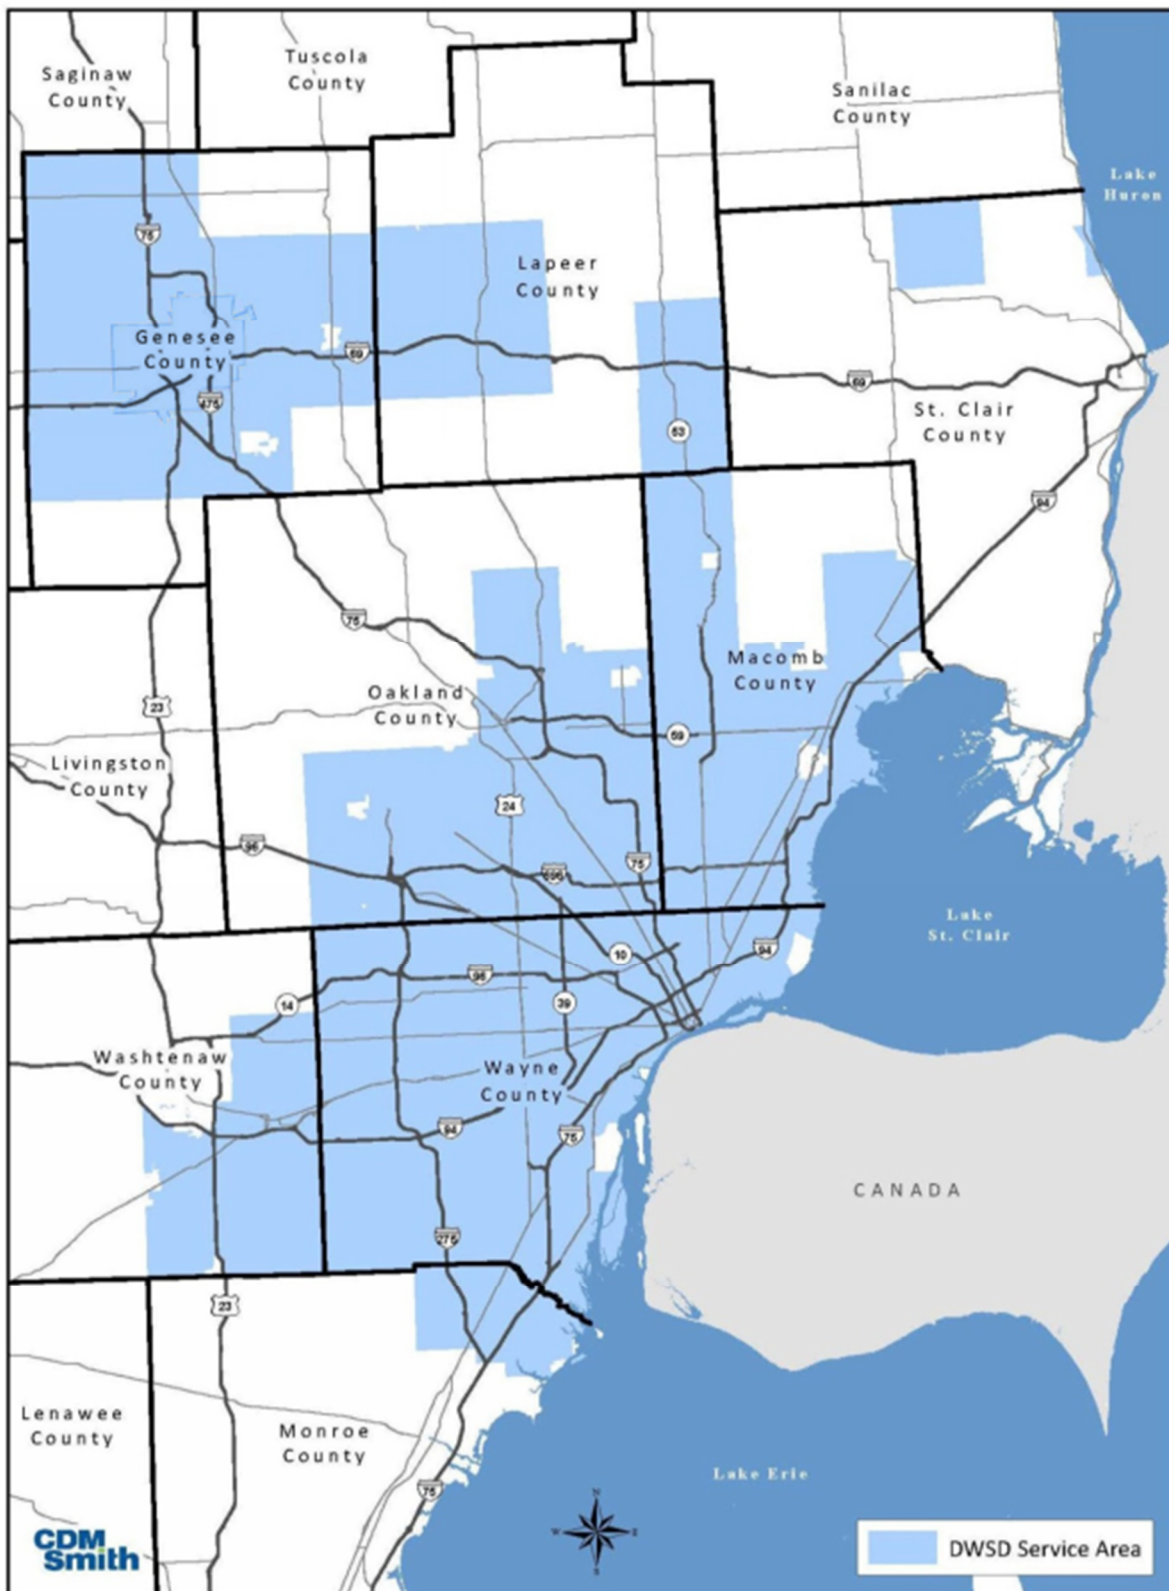 Saginaw
County
Tuscola
County
Sanilac
County
Lake
Huron
75
Lapeer
County
Genesee
County
69
69
475
53
St. Clair
County
94
75
Macomb
County
Oakland
County
23
59
Livingston
County
24
96
696
75
Lake
St. Clair
10
94
96
14
39
Washtenaw
County
Wayne
County
94
75
CANADA
275
23
Lenawee
County
Monroe
County
Lake Erie
75
N
W
E
S
CDM
Smith
DWSD Service Area